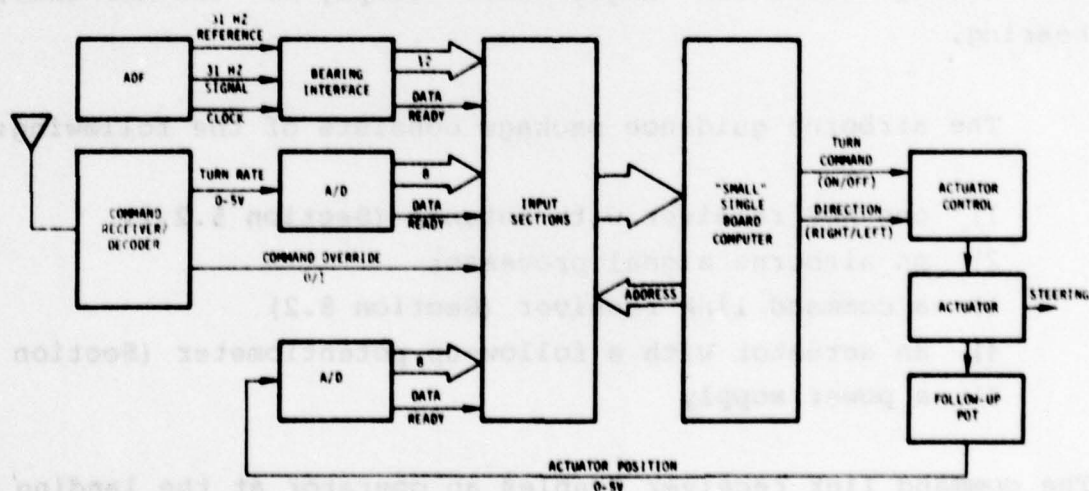 31 HZ
REFERENCE
ADF
31 HZ
SIGNAL
CLOCK
BEARING
INTERFACE
12
DATA
READY
COMMAND
RECEIVER/
DECODER
TURN RATE
0-5V
A/D
8
DATA
READY
COMMAND OVERRIDE
0/1
INPUT
SECTIONS
ADDRESS
"SMALL"
SINGLE
BOARD
COMPUTER
TURN
COMMAND
(ON/OFF)
DIRECTION
(RIGHT/LEFT)
ACTUATOR
CONTROL
ACTUATOR
STEERING
A/D
8
DATA
READY
FOLLOW-UP
POT
ACTUATOR POSITION
0-5V